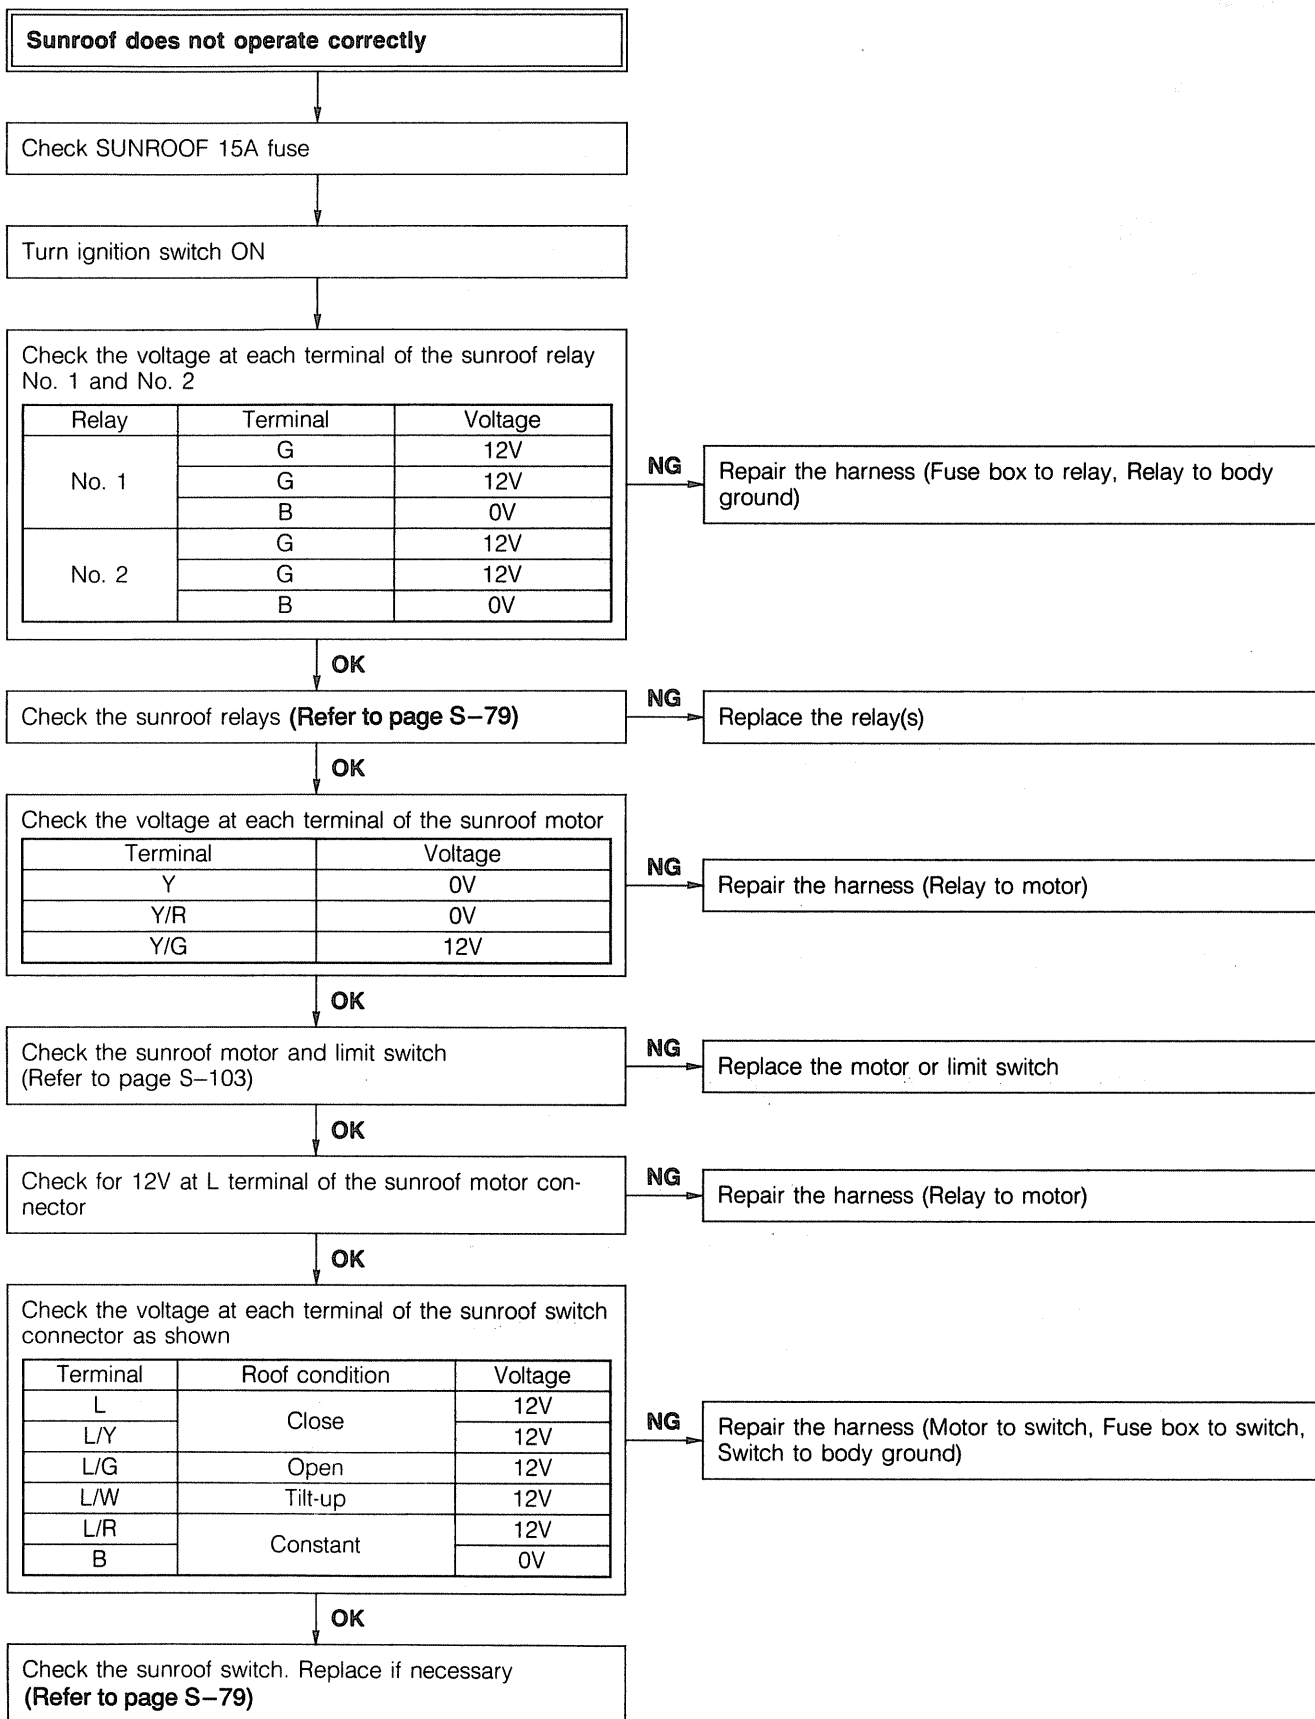 Sunroof does not operate correctly
Check SUNROOF 15A fuse
Turn ignition switch ON
Check the voltage at each terminal of the sunroof relay
No. 1 and No. 2
Relay Terminal Voltage
No. 1
G 12V
G 12V
B 0V
No. 2
G 12V
G 12V
B 0V
NG
Repair the harness (Fuse box to relay, Relay to body
ground)
OK
Check the sunroof relays (Refer to page S–79)
NG
Replace the relay(s)
OK
Check the voltage at each terminal of the sunroof motor
Terminal Voltage
Y 0V
Y/R 0V
Y/G 12V
NG
Repair the harness (Relay to motor)
OK
Check the sunroof motor and limit switch
(Refer to page S–103)
NG
Replace the motor or limit switch
OK
Check for 12V at L terminal of the sunroof motor con-
nector
NG
Repair the harness (Relay to motor)
OK
Check the voltage at each terminal of the sunroof switch
connector as shown
Terminal Roof condition Voltage
L Close 12V
L/Y 12V
L/G Open 12V
L/W Tilt-up 12V
L/R Constant 12V
B 0V
NG
Repair the harness (Motor to switch, Fuse box to switch,
Switch to body ground)
OK
Check the sunroof switch. Replace if necessary
(Refer to page S–79)